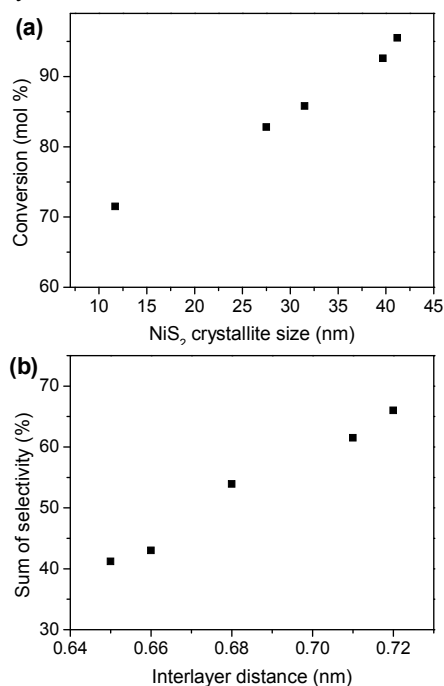 (a)
Conversion (mol %)
90
80
70
60
10 15 20 25 30 35 40 45
NiS₂ crystallite size (nm)
(b)
Sum of selectivity (%)
70
60
50
40
30
0.64 0.66 0.68 0.70 0.72
Interlayer distance (nm)